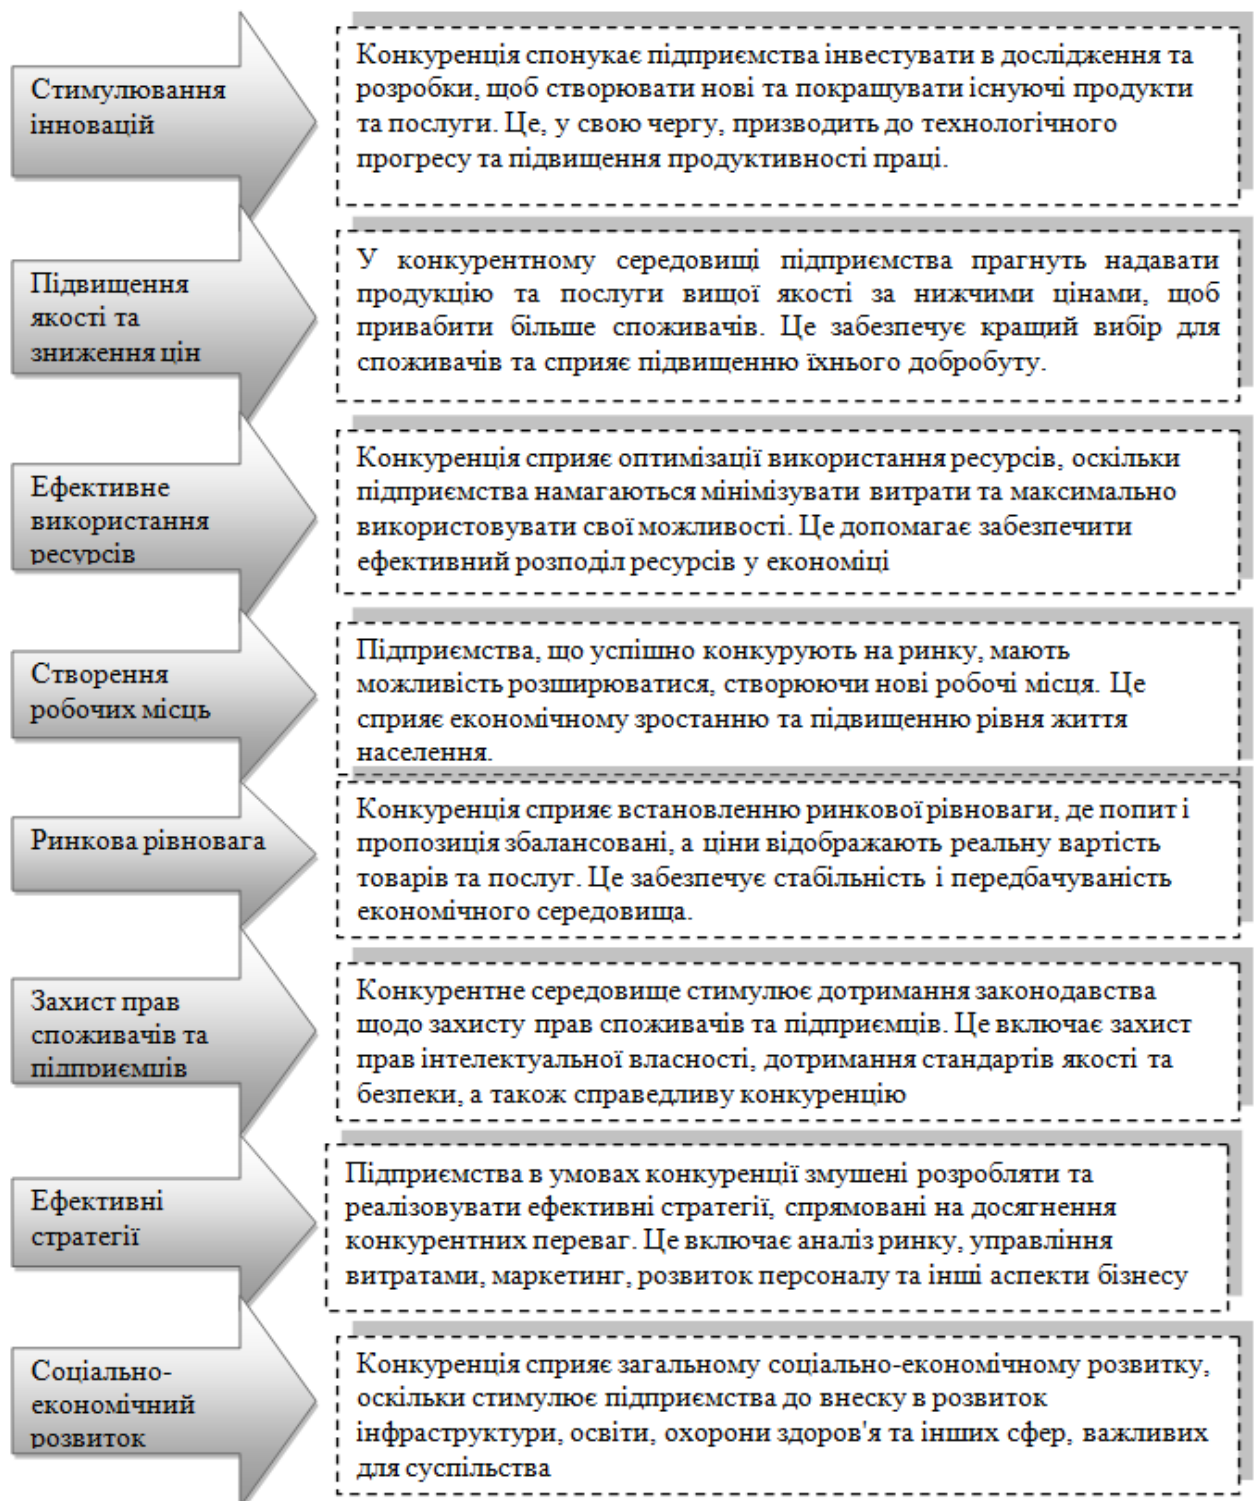 Стимулювання
інновацій
Конкуренція спонукає підприємства інвестувати в дослідження та
розробки, щоб створювати нові та покращувати існуючі продукти
та послуги. Це, у свою чергу, призводить до технологічного
прогресу та підвищення продуктивності праці.
Підвищення
якості та
зниження цін
У конкурентному середовищі підприємства прагнуть надавати
продукцію та послуги вищої якості за нижчими цінами, щоб
привабити більше споживачів. Це забезпечує кращий вибір для
споживачів та сприяє підвищенню їхнього добробуту.
Ефективне
використання
ресурсів
Конкуренція сприяє оптимізації використання ресурсів, оскільки
підприємства намагаються мінімізувати витрати та максимально
використовувати свої можливості. Це допомагає забезпечити
ефективний розподіл ресурсів у економіці
Створення
робочих місць
Підприємства, що успішно конкурують на ринку, мають
можливість розширюватися, створюючи нові робочі місця. Це
сприяє економічному зростанню та підвищенню рівня життя
населення.
Ринкова рівновага
Конкуренція сприяє встановленню ринкової рівноваги, де попит і
пропозиція збалансовані, а ціни відображають реальну вартість
товарів та послуг. Це забезпечує стабільність і передбачуваність
економічного середовища.
Захист прав
споживачів та
підприємців
Конкурентне середовище стимулює дотримання законодавства
щодо захисту прав споживачів та підприємців. Це включає захист
прав інтелектуальної власності, дотримання стандартів якості та
безпеки, а також справедливу конкуренцію
Ефективні
стратегії
Підприємства в умовах конкуренції змушені розробляти та
реалізовувати ефективні стратегії, спрямовані на досягнення
конкурентних переваг. Це включає аналіз ринку, управління
витратами, маркетинг, розвиток персоналу та інші аспекти бізнесу
Соціально-
економічний
розвиток
Конкуренція сприяє загальному соціально-економічному розвитку,
оскільки стимулює підприємства до внеску в розвиток
інфраструктури, освіти, охорони здоров'я та інших сфер, важливих
для суспільства